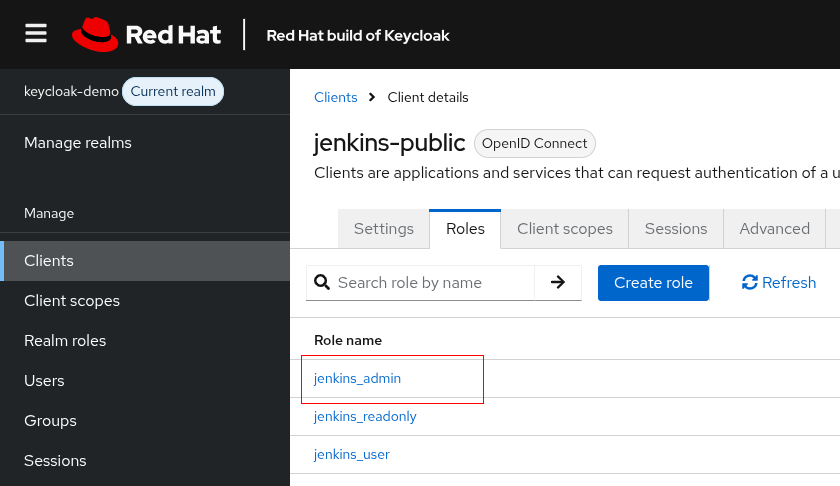 Red Hat
Red Hat build of Keycloak
keycloak-demo Current realm
Manage realms
Manage
Clients
Client scopes
Realm roles
Users
Groups
Sessions
Clients > Client details
jenkins-public OpenID Connect
Clients are applications and services that can request authentication of a u
Settings Roles Client scopes Sessions Advanced
Search role by name Create role Refresh
Role name
jenkins_admin
jenkins_readonly
jenkins_user